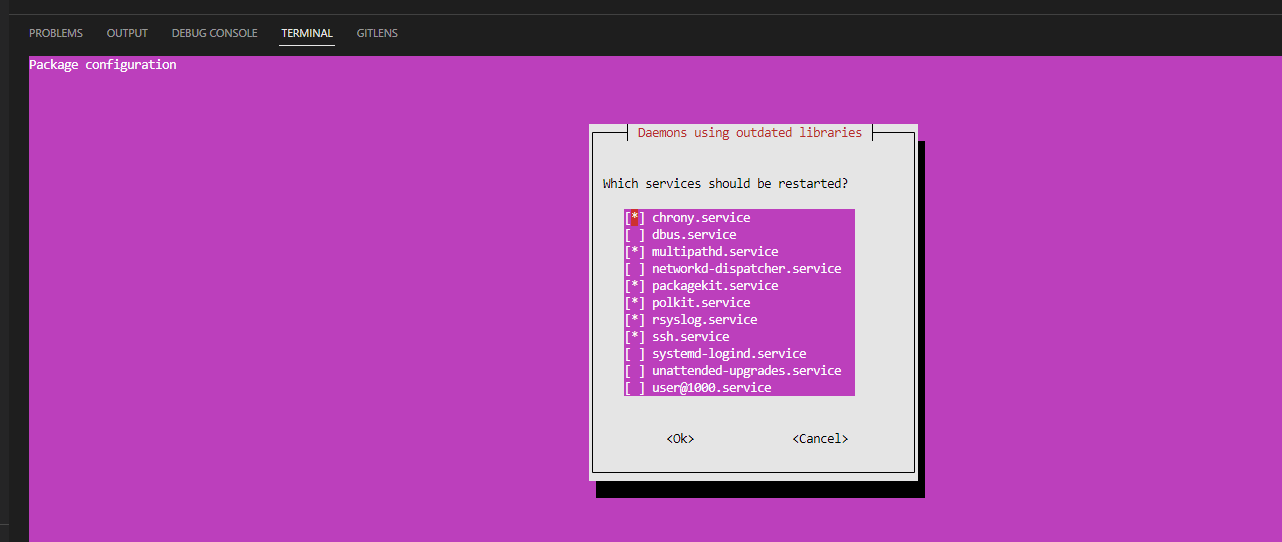 PROBLEMS OUTPUT DEBUG CONSOLE TERMINAL GITLENS
Package configuration
Daemons using outdated libraries
Which services should be restarted?
[*] chrony.service
[ ] dbus.service
[*] multipathd.service
[ ] networkd-dispatcher.service
[*] packagekit.service
[*] polkit.service
[*] rsyslog.service
[*] ssh.service
[ ] systemd-logind.service
[ ] unattended-upgrades.service
[ ] user@1000.service
<Ok> <Cancel>